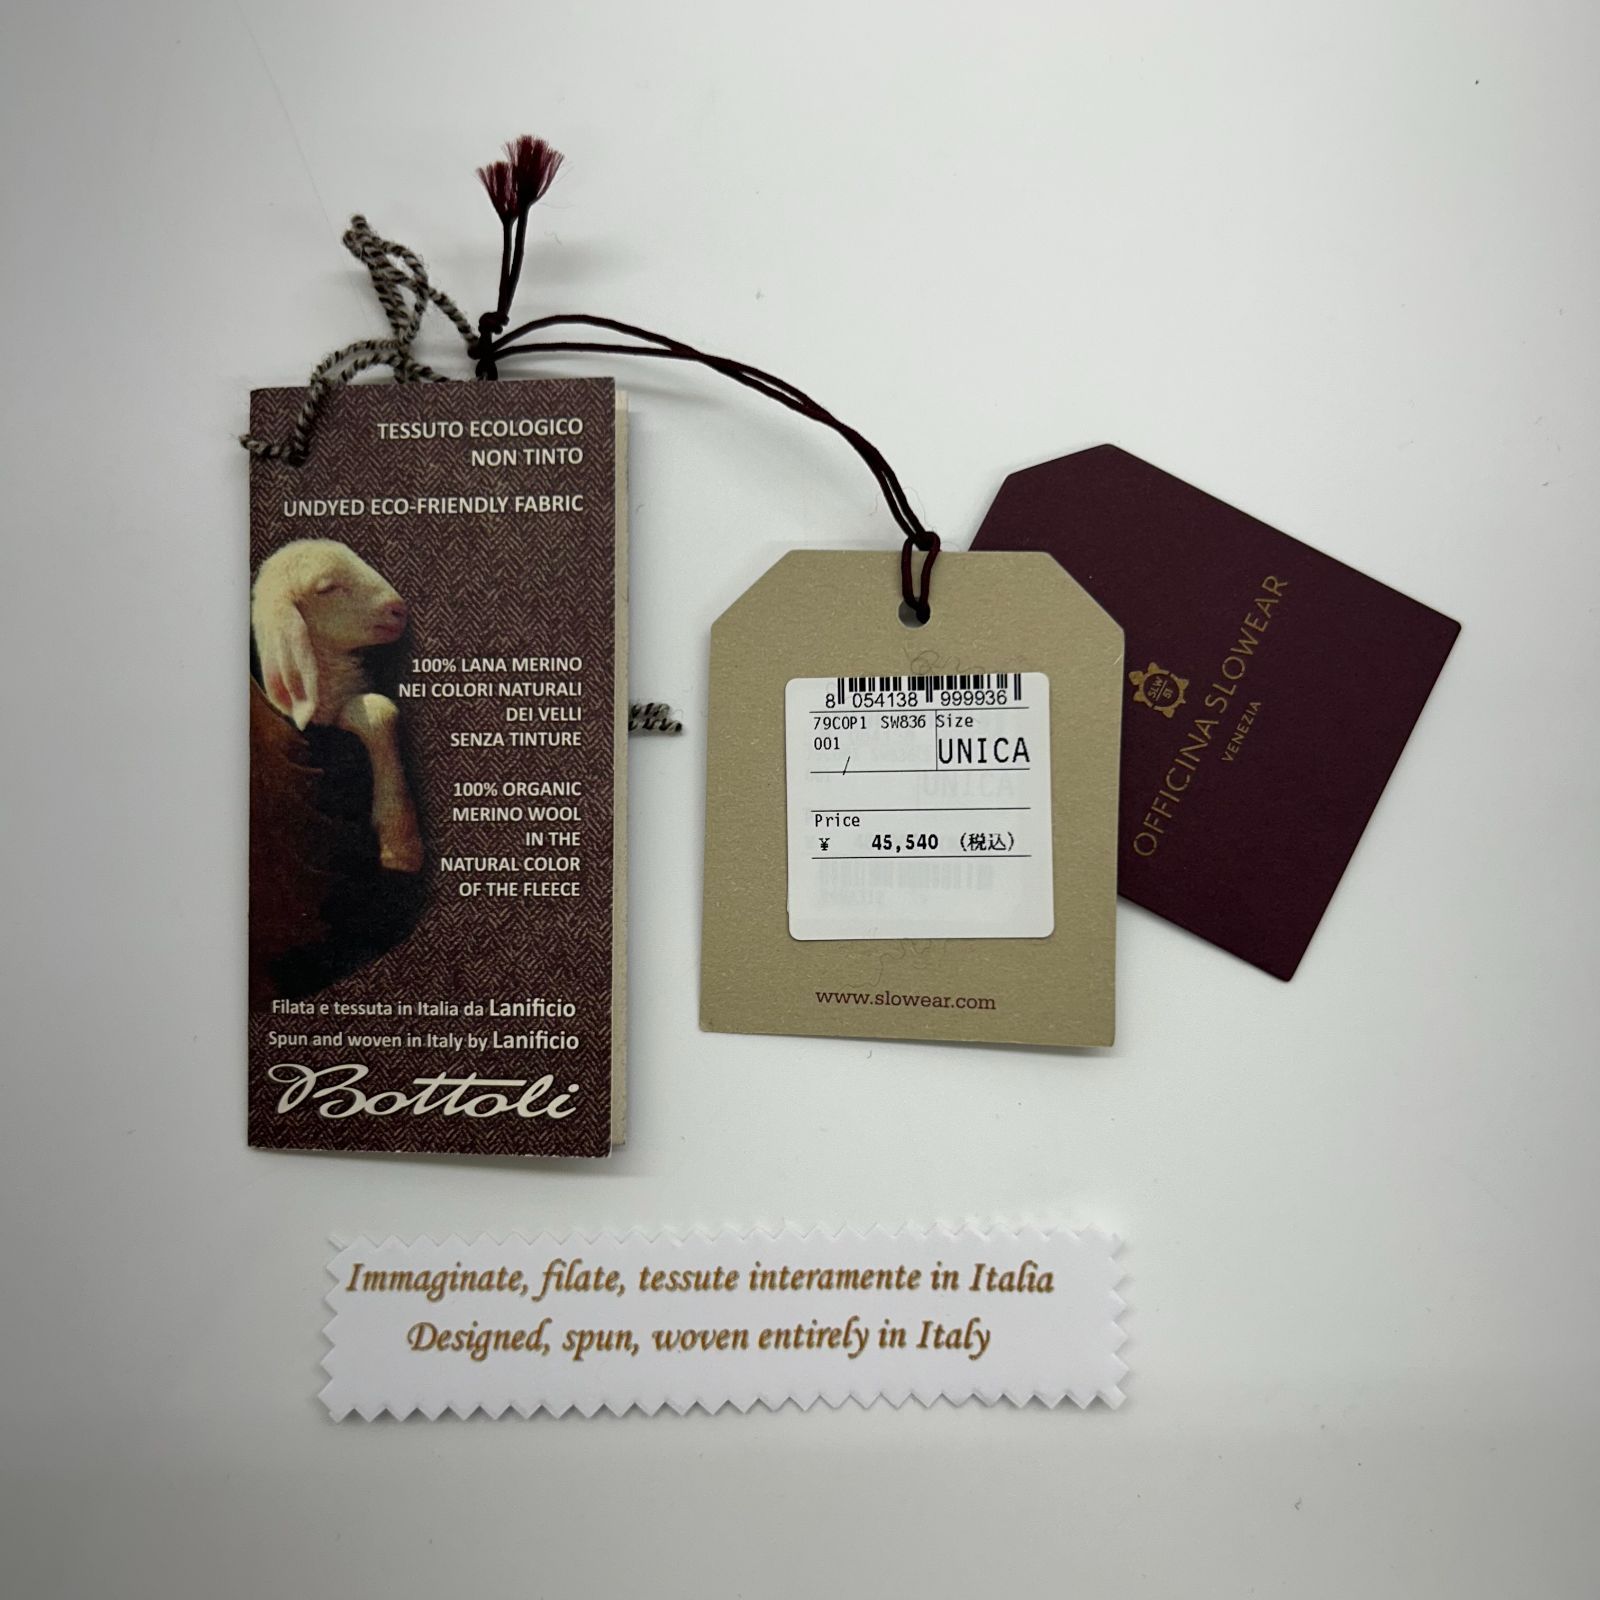 TESSUTO ECOLOGICO
NON TINTO
UNDYED ECO-FRIENDLY FABRIC
100% LANA MERINO
NEI COLORI NATURALI
DEI VELLI
SENZA TINTURE
100% ORGANIC
MERINO WOOL
IN THE
NATURAL COLOR
OF THE FLEECE
Filata e tessuta in Italia da Lanificio
Spun and woven in Italy by Lanificio
Bottoli
8 054138 999936
79COP1 SW836 Size
001
/
UNICA
Price
¥ 45,540 (税込)
www.slowear.com
OFFICINA SLOWEAR
VENEZIA
SLW
51
Immaginate, filate, tessute interamente in Italia
Designed, spun, woven entirely in Italy